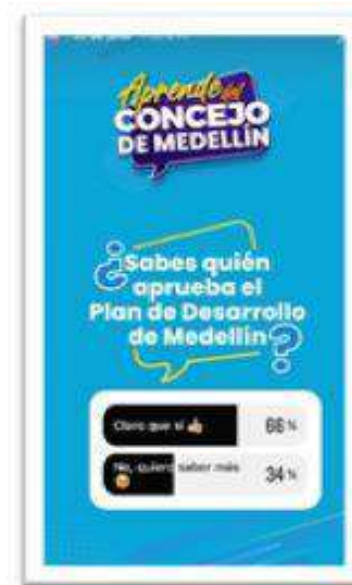 Aprende del
CONCEJO
DE MEDELLÍN
¿Sabes quién
aprueba el
Plan de Desarrollo
de Medellín?
Claro que sí 👍 66%
No, quiero saber más 34%
😊